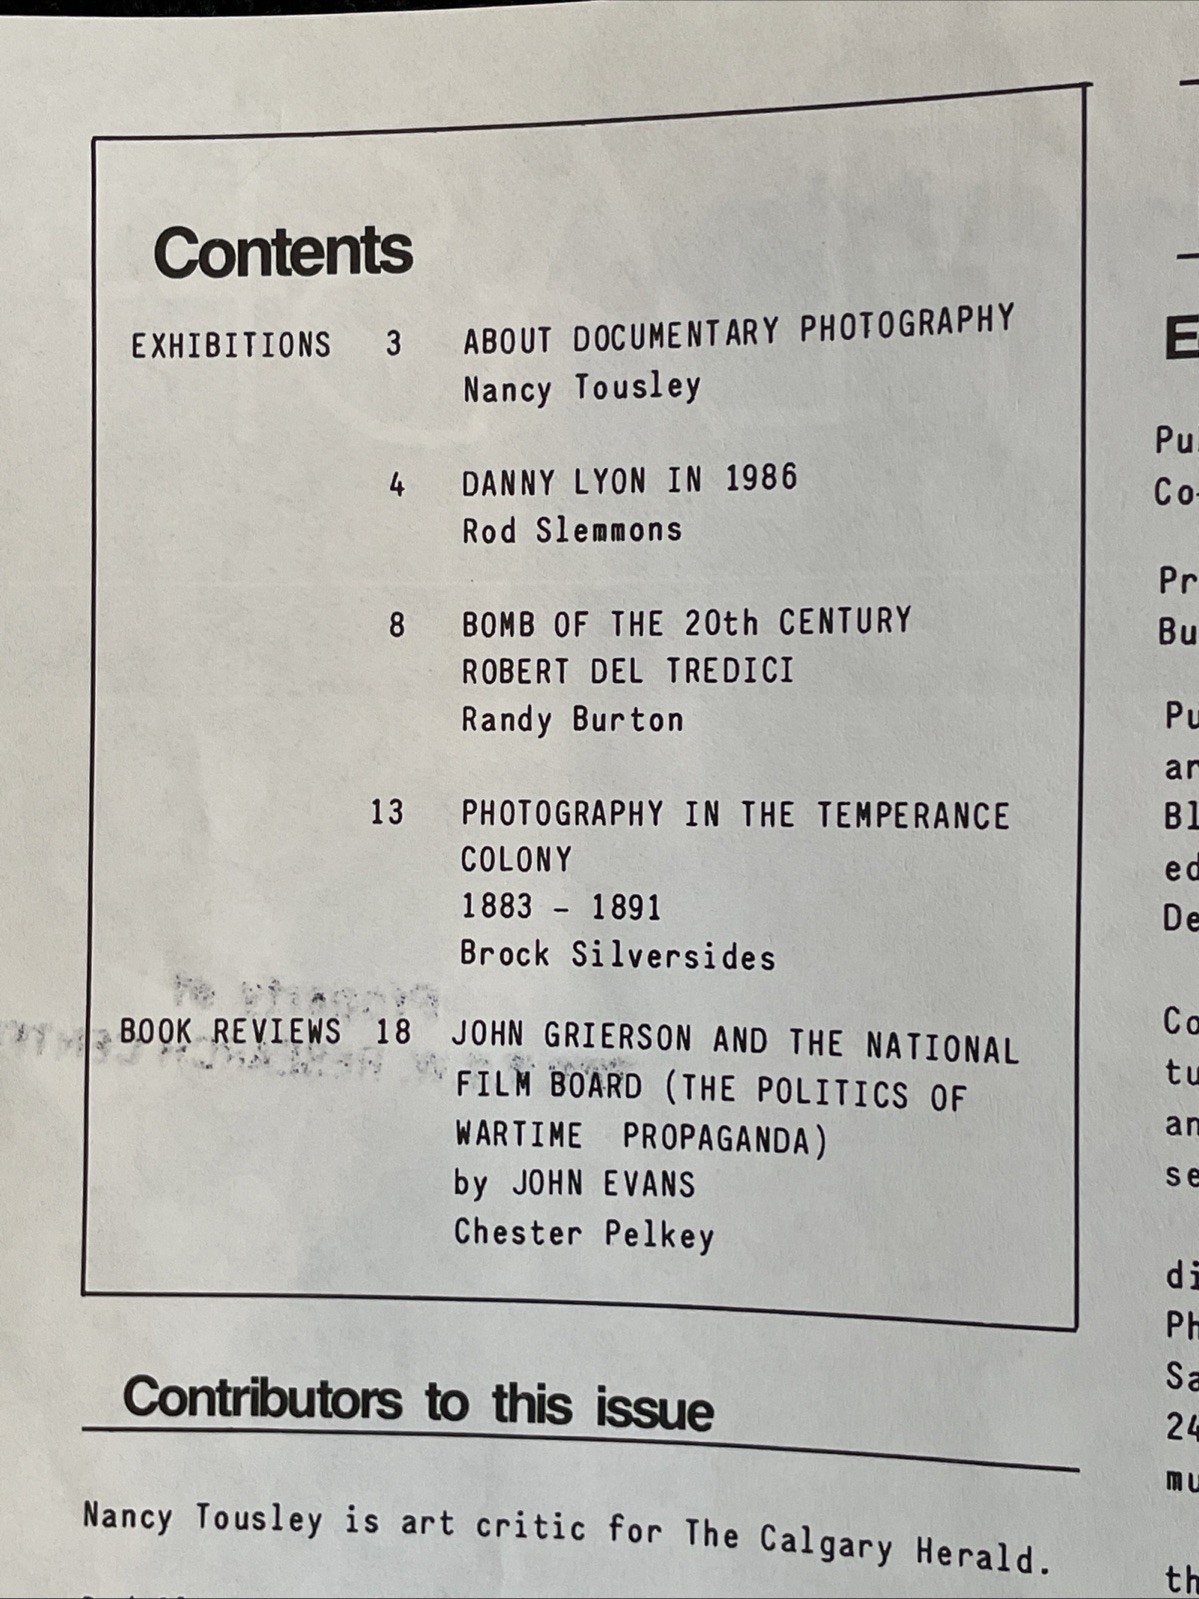 Contents
EXHIBITIONS 3 ABOUT DOCUMENTARY PHOTOGRAPHY
Nancy Tousley
4 DANNY LYON IN 1986
Rod Slemmons
8 BOMB OF THE 20th CENTURY
ROBERT DEL TREDICI
Randy Burton
13 PHOTOGRAPHY IN THE TEMPERANCE
COLONY
1883 - 1891
Brock Silversides
BOOK REVIEWS 18 JOHN GRIERSON AND THE NATIONAL
FILM BOARD (THE POLITICS OF
WARTIME PROPAGANDA)
by JOHN EVANS
Chester Pelkey
Contributors to this issue
Nancy Tousley is art critic for The Calgary Herald.